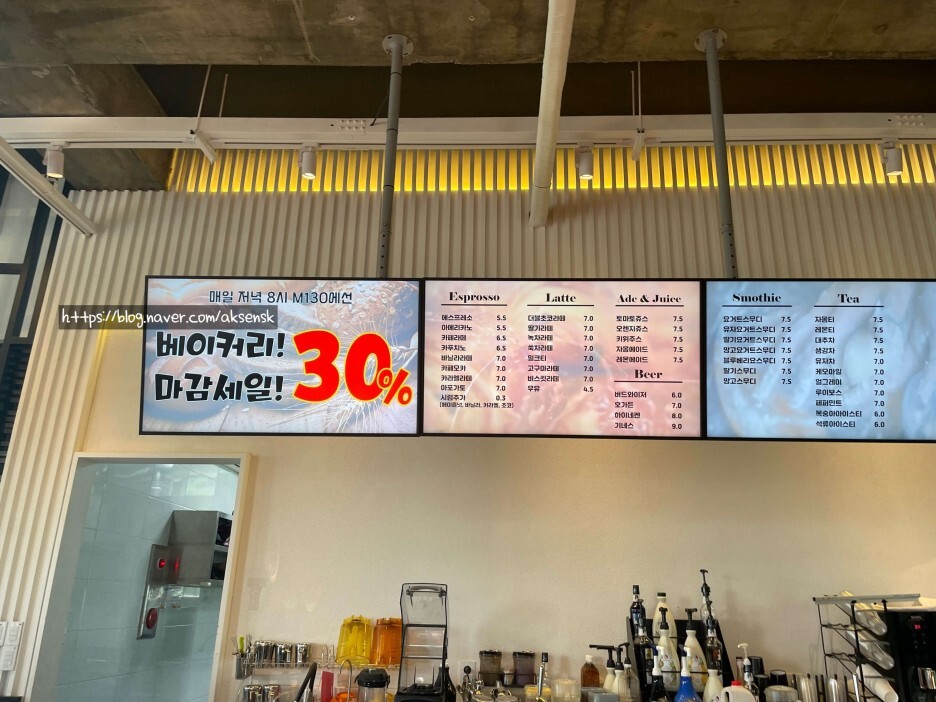 매일 저녁 8시 M130에선
https://blog.naver.com/aksensk
베이커리!
마감세일! 30%
Esprosso
에스프레소 5.5
아메리카노 5.5
카페라떼 6.5
카푸치노 6.5
바닐라라떼 7.0
카페모카 7.0
카라멜라떼 7.0
아포가토 7.0
시럽추가 0.3
(헤이즐넛, 바닐라, 카라멜, 초코)
Latte
더블초코라떼 7.0
딸기라떼 7.0
녹차라떼 7.0
흑차라떼 7.0
밀크티 7.0
고구마라떼 7.0
비스킷라떼 7.0
우유 4.5
Ade & Juice
토마토쥬스 7.5
오렌지쥬스 7.5
키위쥬스 7.5
자몽에이드 7.5
레몬에이드 7.5
Beer
버드와이저 6.0
호가든 7.0
하이네켄 8.0
기네스 9.0
Smothie
요거트스무디 7.5
유자요거트스무디 7.5
딸기요거트스무디 7.5
망고요거트스무디 7.5
블루베리요스무디 7.5
딸기스무디 7.5
망고스무디 7.5
Tea
자몽티 7.5
레몬티 7.5
대추차 7.5
생강차 7.5
유자차 7.0
케모마일 7.0
얼그레이 7.0
루이보스 7.0
페퍼민트 7.0
복숭아아이스티 6.0
석류아이스티 6.0